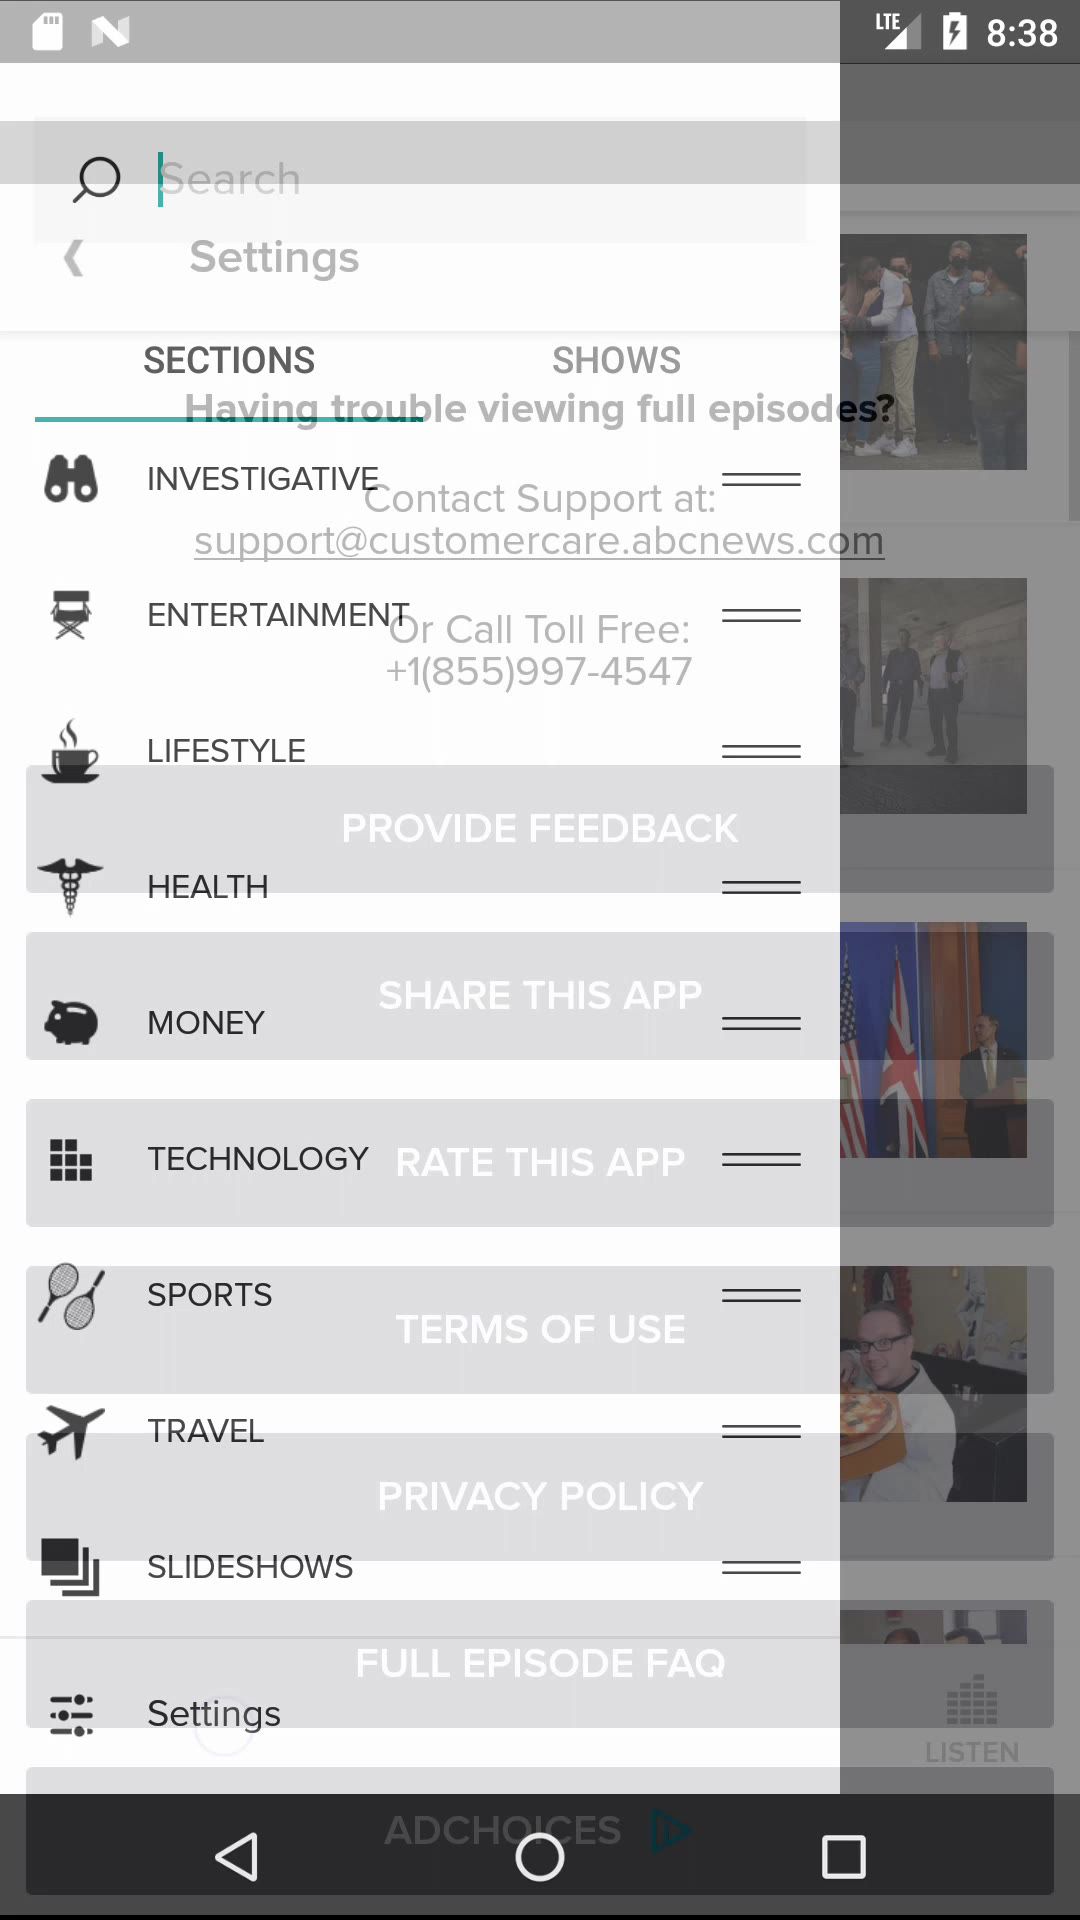 LTE 8:38
Search
Settings
SECTIONS SHOWS
Having trouble viewing full episodes?
INVESTIGATIVE
Contact Support at:
support@customercare.abcnews.com
ENTERTAINMENT
Or Call Toll Free:
+1(855)997-4547
LIFESTYLE
PROVIDE FEEDBACK
HEALTH
SHARE THIS APP
MONEY
TECHNOLOGY
RATE THIS APP
SPORTS
TERMS OF USE
TRAVEL
PRIVACY POLICY
SLIDESHOWS
FULL EPISODE FAQ
Settings
LISTEN
ADCHOICES